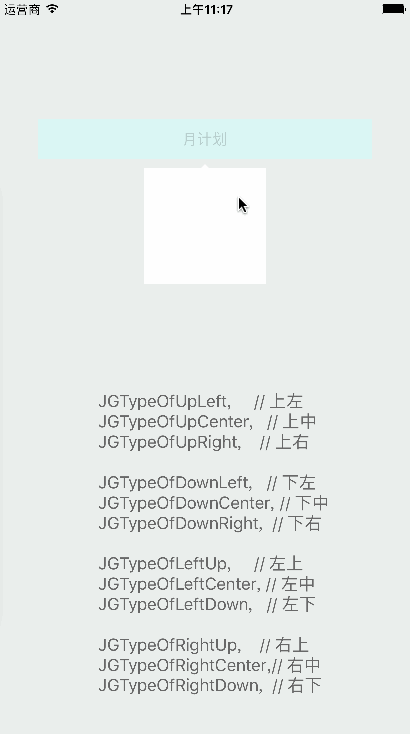 运营商 上午11:17
月计划
JGTypeOfUpLeft, // 上左
JGTypeOfUpCenter, // 上中
JGTypeOfUpRight, // 上右
JGTypeOfDownLeft, // 下左
JGTypeOfDownCenter, // 下中
JGTypeOfDownRight, // 下右
JGTypeOfLeftUp, // 左上
JGTypeOfLeftCenter, // 左中
JGTypeOfLeftDown, // 左下
JGTypeOfRightUp, // 右上
JGTypeOfRightCenter,// 右中
JGTypeOfRightDown, // 右下